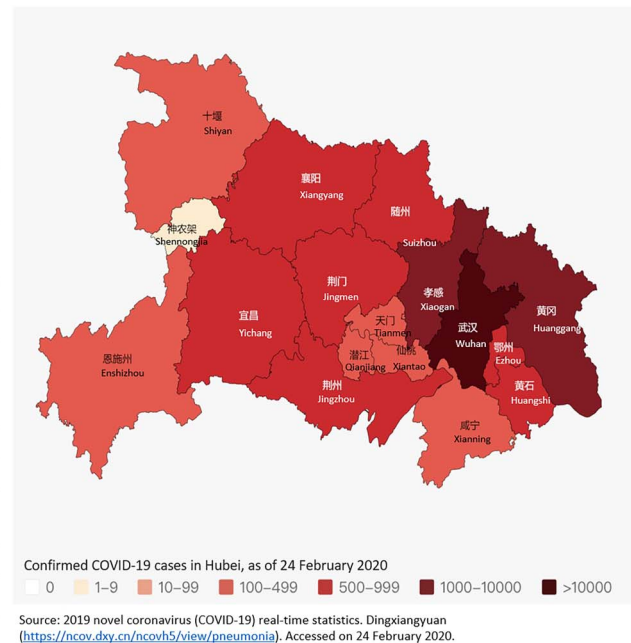 十堰
Shiyan
襄阳
Xiangyang
随州
Suizhou
神农架
Shennongjia
孝感
Xiaogan
荆门
Jingmen
黄冈
Huanggang
宜昌
Yichang
天门
Tianmen
武汉
Wuhan
鄂州
Ezhou
恩施州
Enshizhou
潜江
Qianjiang
仙桃
Xiantao
荆州
Jingzhou
黄石
Huangshi
咸宁
Xianning
Confirmed COVID-19 cases in Hubei, as of 24 February 2020
0 1–9 10–99 100–499 500–999 1000–10000 >10000
Source: 2019 novel coronavirus (COVID-19) real-time statistics. Dingxiangyuan
(https://ncov.dxy.cn/ncovh5/view/pneumonia). Accessed on 24 February 2020.